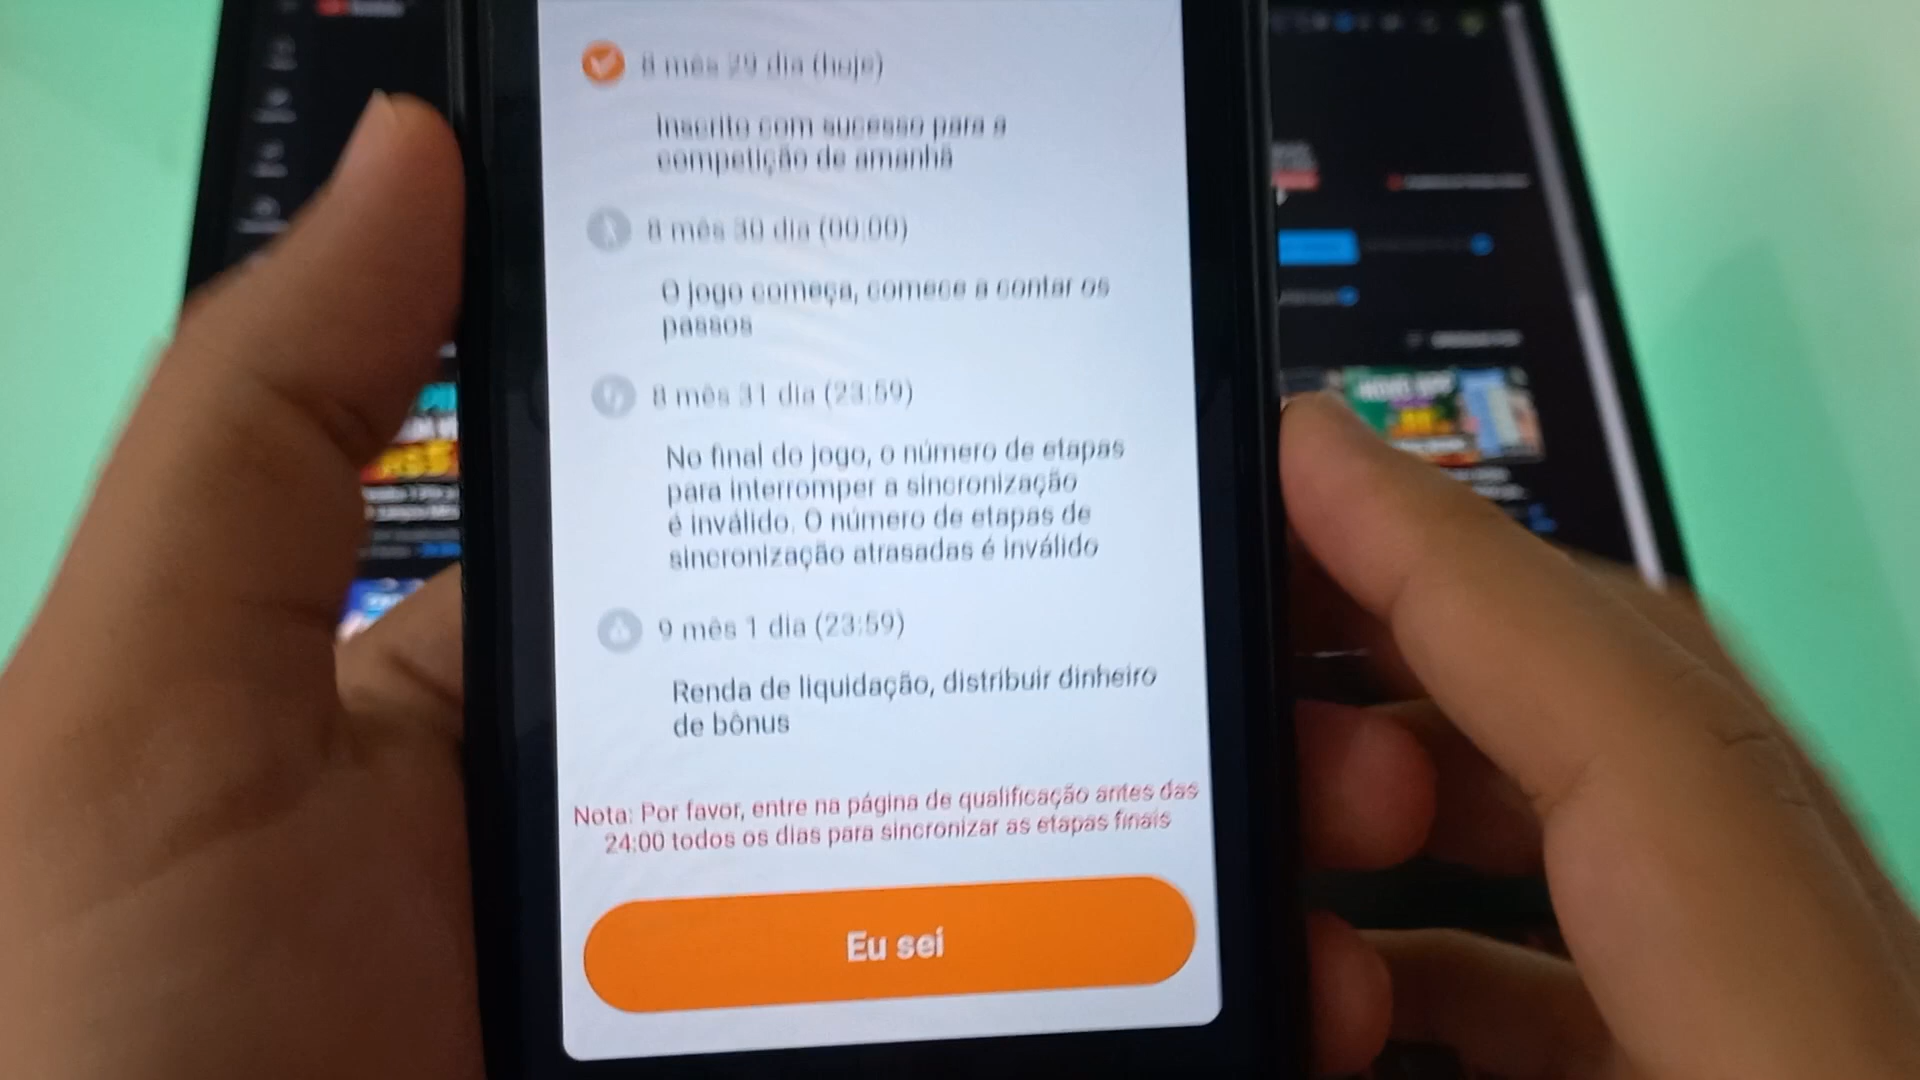 8 mês 29 dia (hoje)
Inscrito com sucesso para a
competição de amanhã
8 mês 30 dia (00:00)
O jogo começa, comece a contar os
passos
8 mês 31 dia (23:59)
No final do jogo, o número de etapas
para interromper a sincronização
é inválido. O número de etapas de
sincronização atrasadas é inválido
9 mês 1 dia (23:59)
Renda de liquidação, distribuir dinheiro
de bônus
Nota: Por favor, entre na página de qualificação antes das
24:00 todos os dias para sincronizar as etapas finais
Eu sei